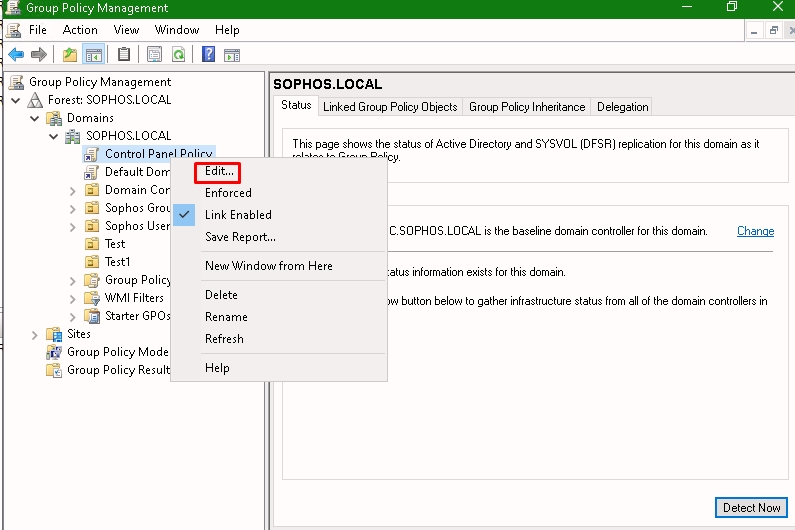 Group Policy Management
File Action View Window Help
Group Policy Management
Forest: SOPHOS.LOCAL
Domains
SOPHOS.LOCAL
Control Panel Policy
Default Dom
Domain Cor
Sophos Grou
Sophos User
Test
Test1
Group Policy
WMI Filters
Starter GPOs
Sites
Group Policy Mode
Group Policy Result
Edit...
Enforced
Link Enabled
Save Report...
New Window from Here
Delete
Rename
Refresh
Help
SOPHOS.LOCAL
Status Linked Group Policy Objects Group Policy Inheritance Delegation
This page shows the status of Active Directory and SYSVOL (DFSR) replication for this domain as it
relates to Group Policy.
C.SOPHOS.LOCAL is the baseline domain controller for this domain. Change
tatus information exists for this domain.
ow button below to gather infrastructure status from all of the domain controllers in
Detect Now